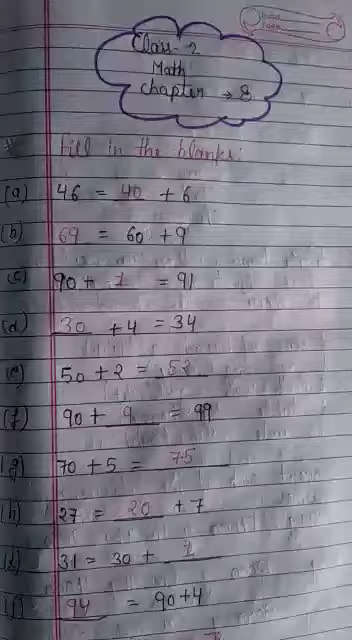 Class-2
Math
chapter → 8
Fill in the blanks:
(a) 46 = 40 + 6
(b) 69 = 60 + 9
(c) 90 + 1 = 91
(d) 30 + 4 = 34
(e) 50 + 2 = 52
(f) 90 + 9 = 99
(g) 70 + 5 = 75
(h) 27 = 20 + 7
(i) 31 = 30 + 1
(j) 94 = 90+4